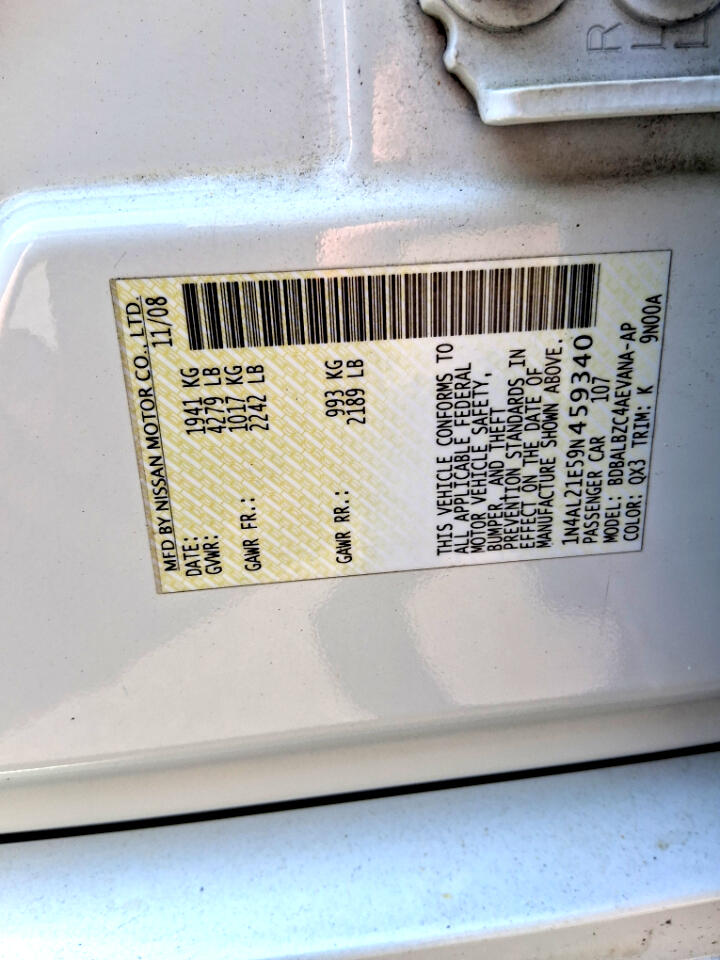 MFD BY NISSAN MOTOR CO., LTD.
DATE: 11/08
GVWR: 1941 KG
4279 LB
GAWR FR.: 1017 KG
2242 LB
GAWR RR.: 993 KG
2189 LB
THIS VEHICLE CONFORMS TO
ALL APPLICABLE FEDERAL
MOTOR VEHICLE SAFETY,
BUMPER, AND THEFT
PREVENTION STANDARDS IN
EFFECT ON THE DATE OF
MANUFACTURE SHOWN ABOVE.
1N4AL21E59N459340
PASSENGER CAR 107
MODEL: BDBALBZC4AEVANA-AP
COLOR: QX3 TRIM: K 9N00A